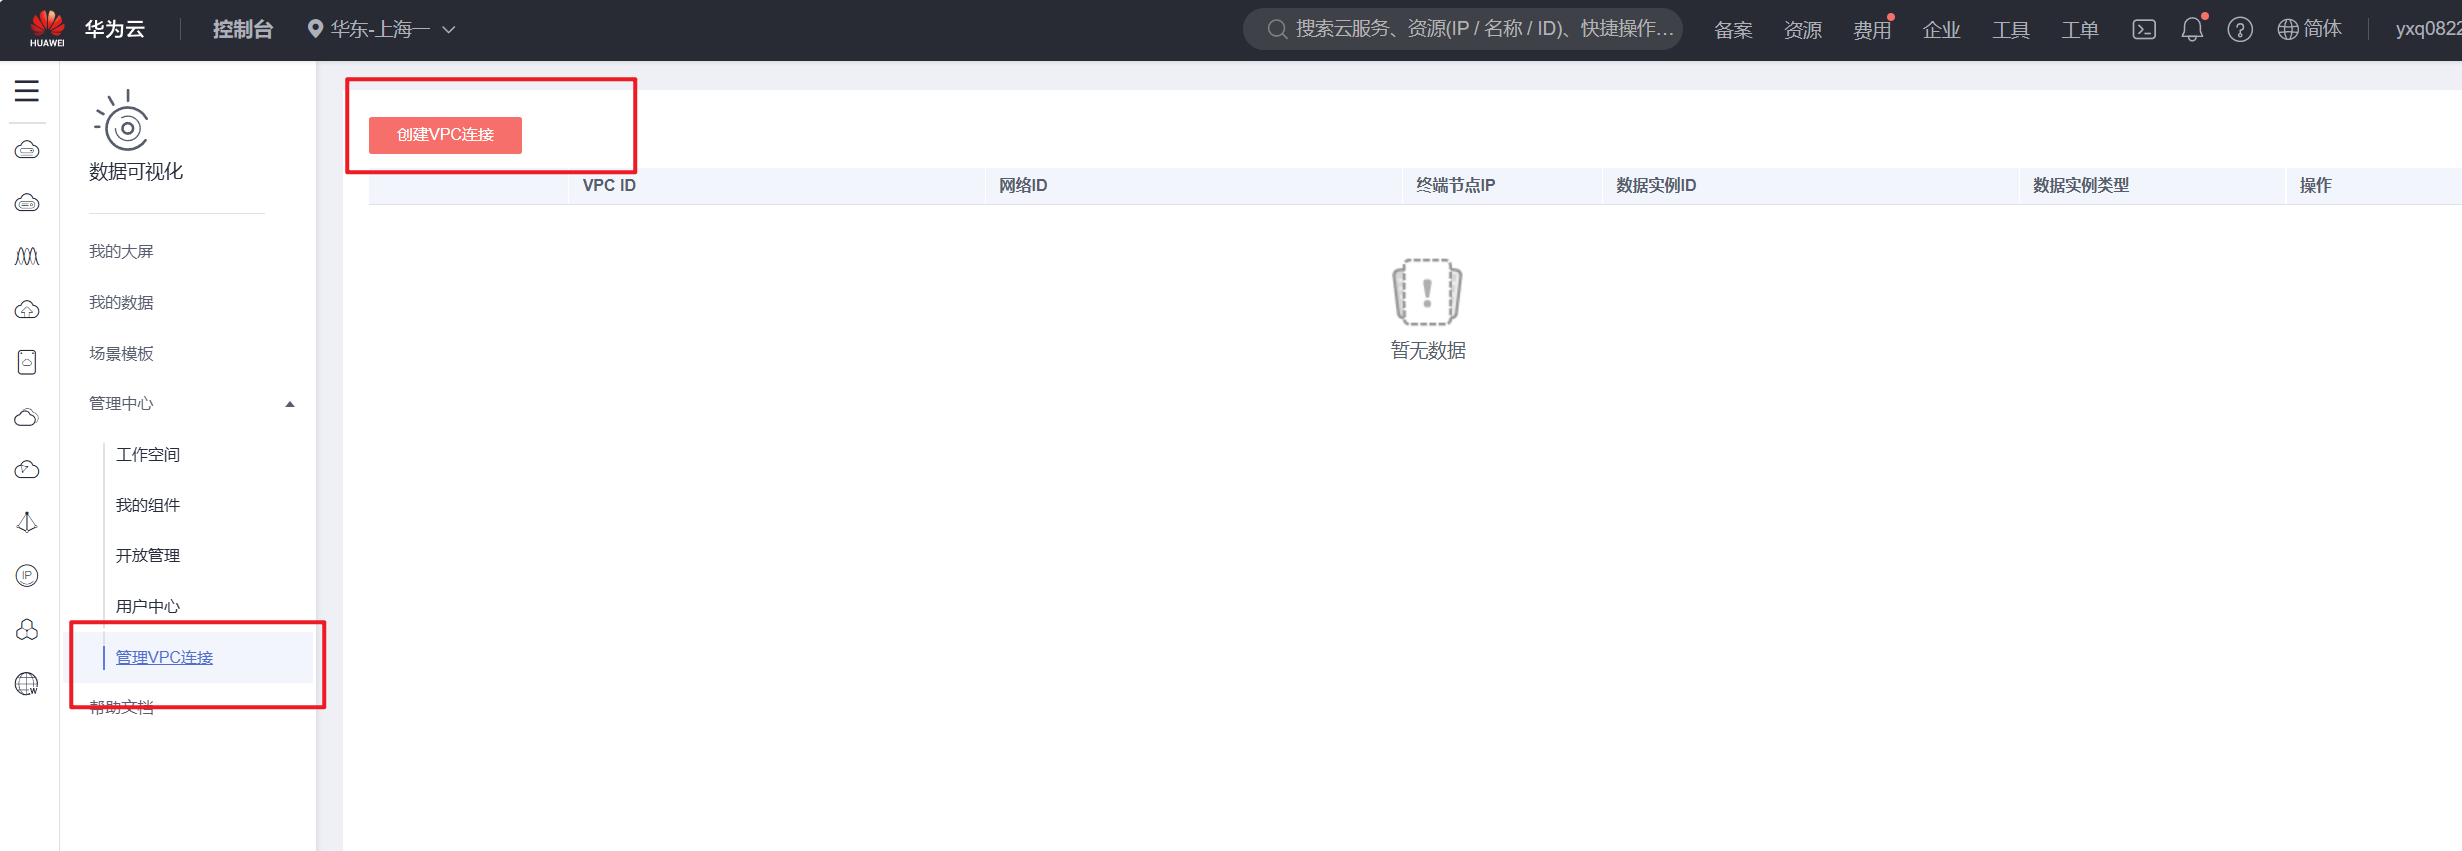 HUAWEI
华为云
控制台
华东-上海一
搜索云服务、资源(IP / 名称 / ID)、快捷操作…
备案
资源
费用
企业
工具
工单
简体
yxq0822
数据可视化
我的大屏
我的数据
场景模板
管理中心
工作空间
我的组件
开放管理
用户中心
管理VPC连接
帮助文档
创建VPC连接
VPC ID
网络ID
终端节点IP
数据实例ID
数据实例类型
操作
暂无数据
IP
W